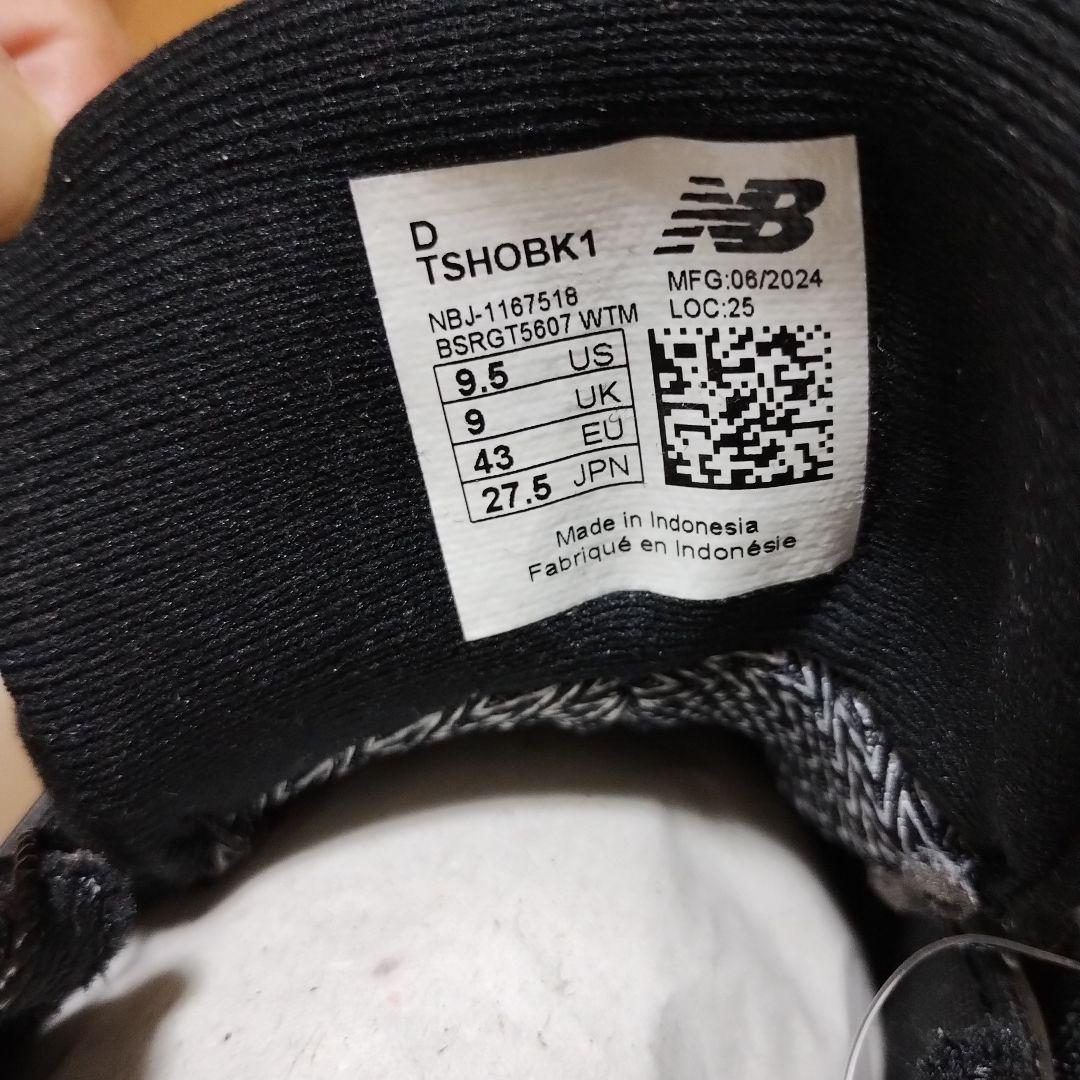 D
TSHOBK1
NB
MFG:06/2024
LOC:25
NBJ-1167518
BSRGT5607 WTM
9.5 US
9 UK
43 EU
27.5 JPN
Made in Indonesia
Fabriqué en Indonésie